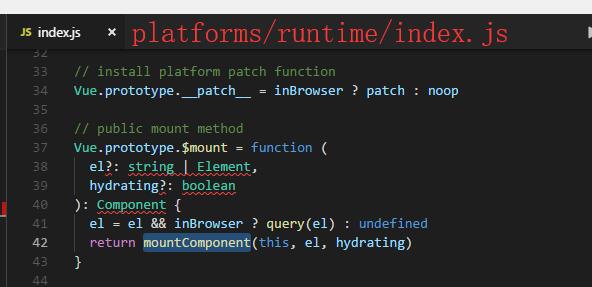 JS index.js × platforms/runtime/index.js
32
33 // install platform patch function
34 Vue.prototype.__patch__ = inBrowser ? patch : noop
35
36 // public mount method
37 Vue.prototype.$mount = function (
38 el?: string | Element,
39 hydrating?: boolean
40 ): Component {
41 el = el && inBrowser ? query(el) : undefined
42 return mountComponent(this, el, hydrating)
43 }
44